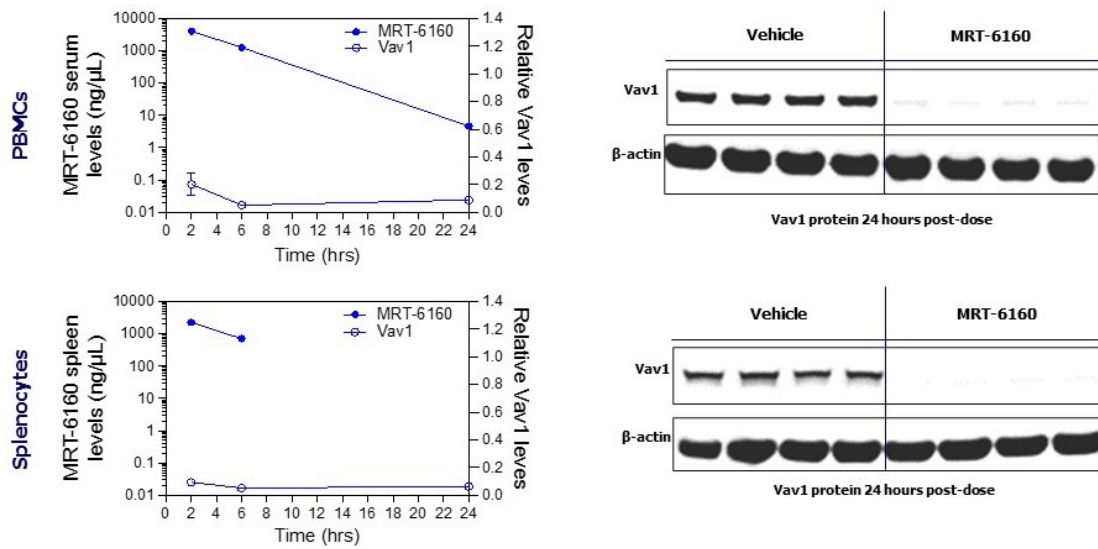 PBMCs
MRT-6160 serum
levels (ng/μL)
10000
1000
100
10
1
0.1
0.01
MRT-6160
Vav1
1.4
1.2
1.0
0.8
0.6
0.4
0.2
0.0
Relative Vav1 leves
0 2 4 6 8 10 12 14 16 18 20 22 24
Time (hrs)
Vehicle MRT-6160
Vav1
β-actin
Vav1 protein 24 hours post-dose
Splenocytes
MRT-6160 spleen
levels (ng/μL)
10000
1000
100
10
1
0.1
0.01
MRT-6160
Vav1
1.4
1.2
1.0
0.8
0.6
0.4
0.2
0.0
Relative Vav1 leves
0 2 4 6 8 10 12 14 16 18 20 22 24
Time (hrs)
Vehicle MRT-6160
Vav1
β-actin
Vav1 protein 24 hours post-dose